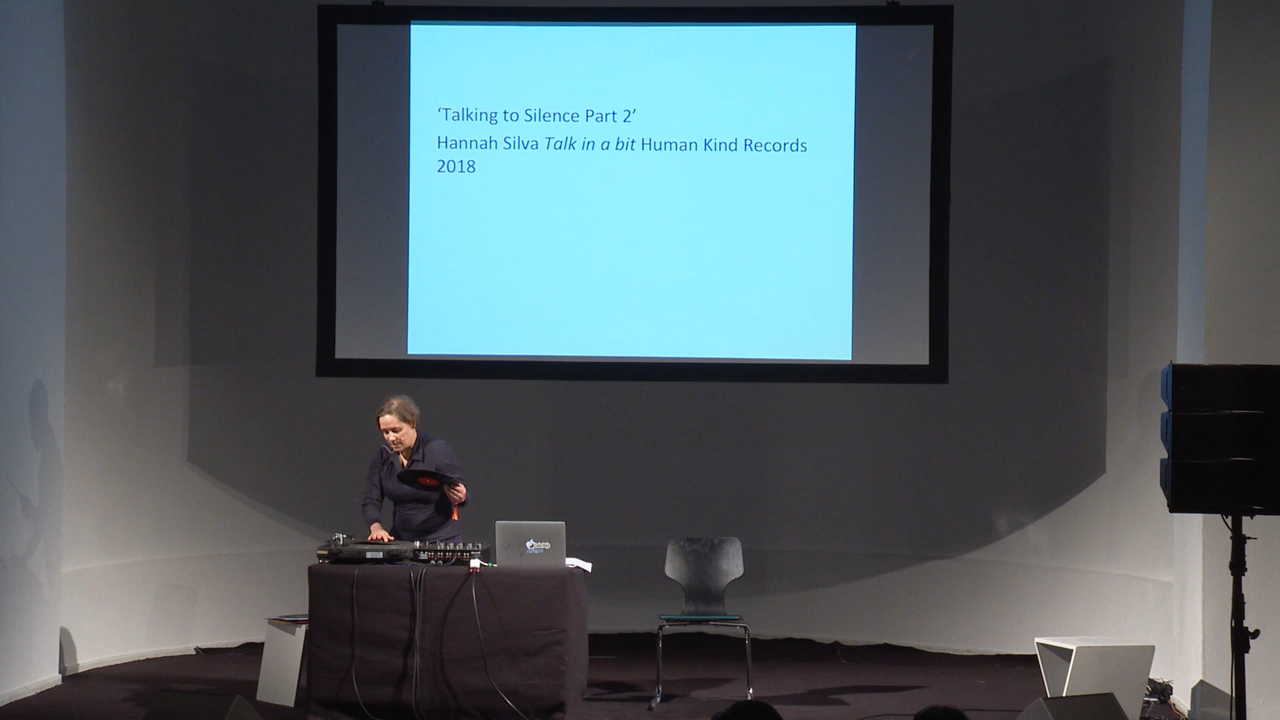 ‘Talking to Silence Part 2’
Hannah Silva Talk in a bit Human Kind Records
2018